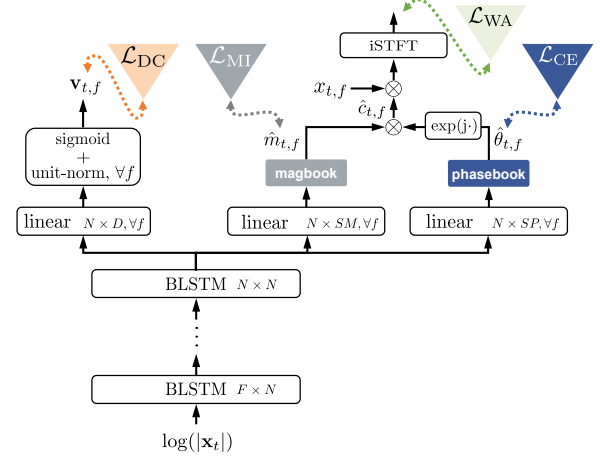 𝓛_DC
𝓛_MI
𝓛_WA
𝓛_CE
iSTFT
v_{t,f}
x_{t,f}
⊗
ĉ_{t,f}
sigmoid
+
unit-norm, ∀f
m̂_{t,f}
⊗
exp(j·)
θ̂_{t,f}
magbook
phasebook
linear N × D, ∀f
linear N × SM, ∀f
linear N × SP, ∀f
BLSTM N × N
⋮
BLSTM F × N
log(|x_t|)